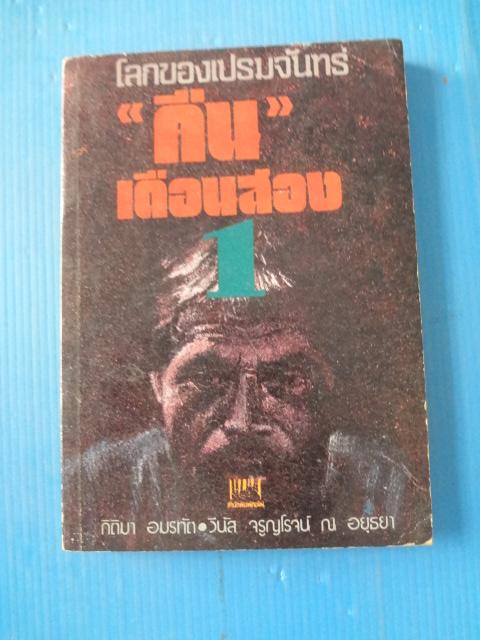 โลกของเปรมจันทร์
“คืน”
เดือนสอง
1
กิติมา อมรทัต • วินัส จรูญโรจน์ ณ อยุธยา